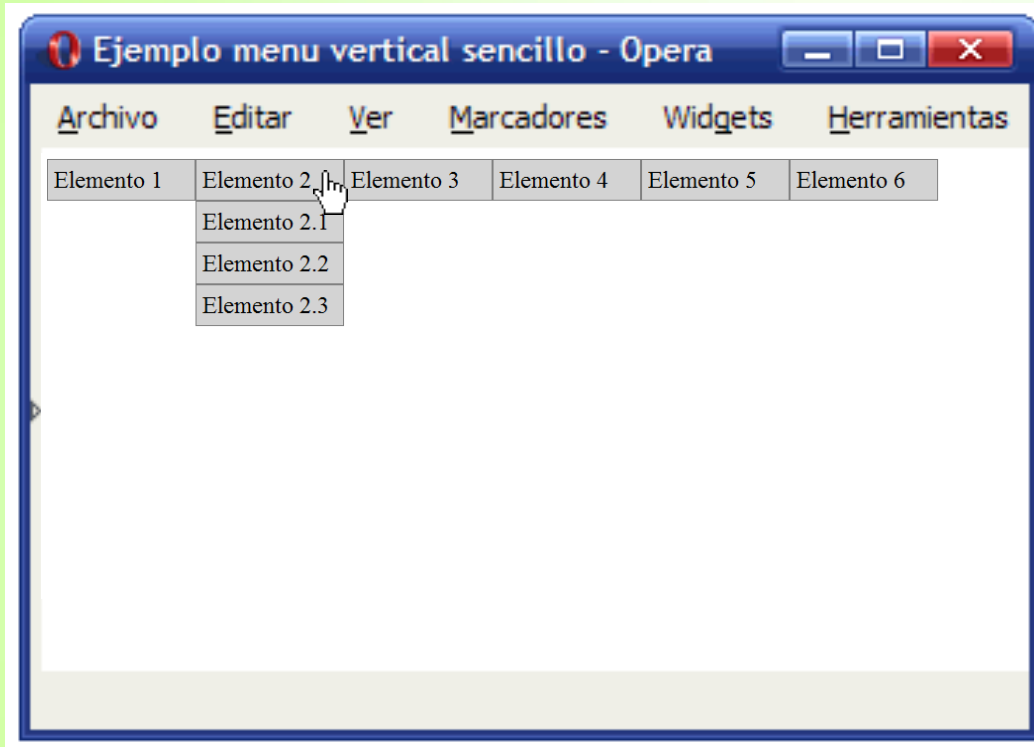 Ejemplo menu vertical sencillo - Opera
Archivo Editar Ver Marcadores Widgets Herramientas
Elemento 1 Elemento 2 Elemento 3 Elemento 4 Elemento 5 Elemento 6
Elemento 2.1
Elemento 2.2
Elemento 2.3